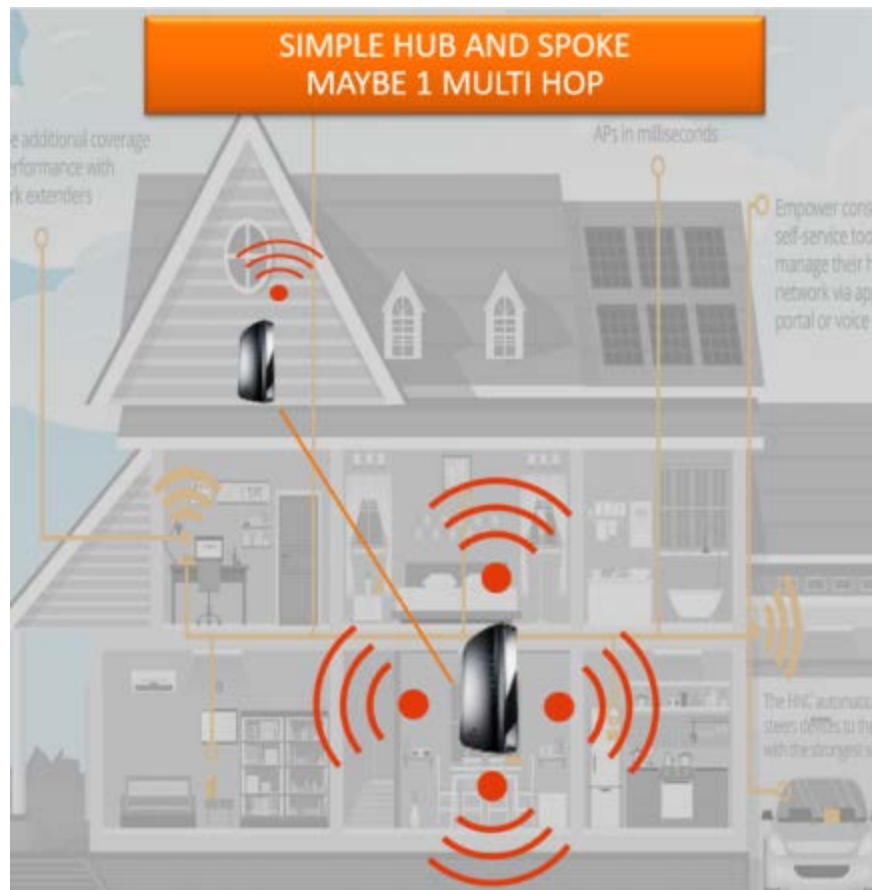 SIMPLE HUB AND SPOKE
MAYBE 1 MULTI HOP
e additional coverage
erformance with
rk extenders
APs in milliseconds
Empower cons
self-service too
manage their h
network via ap
portal or voice
The HNC automatic
steers devices to the
with the strongest s